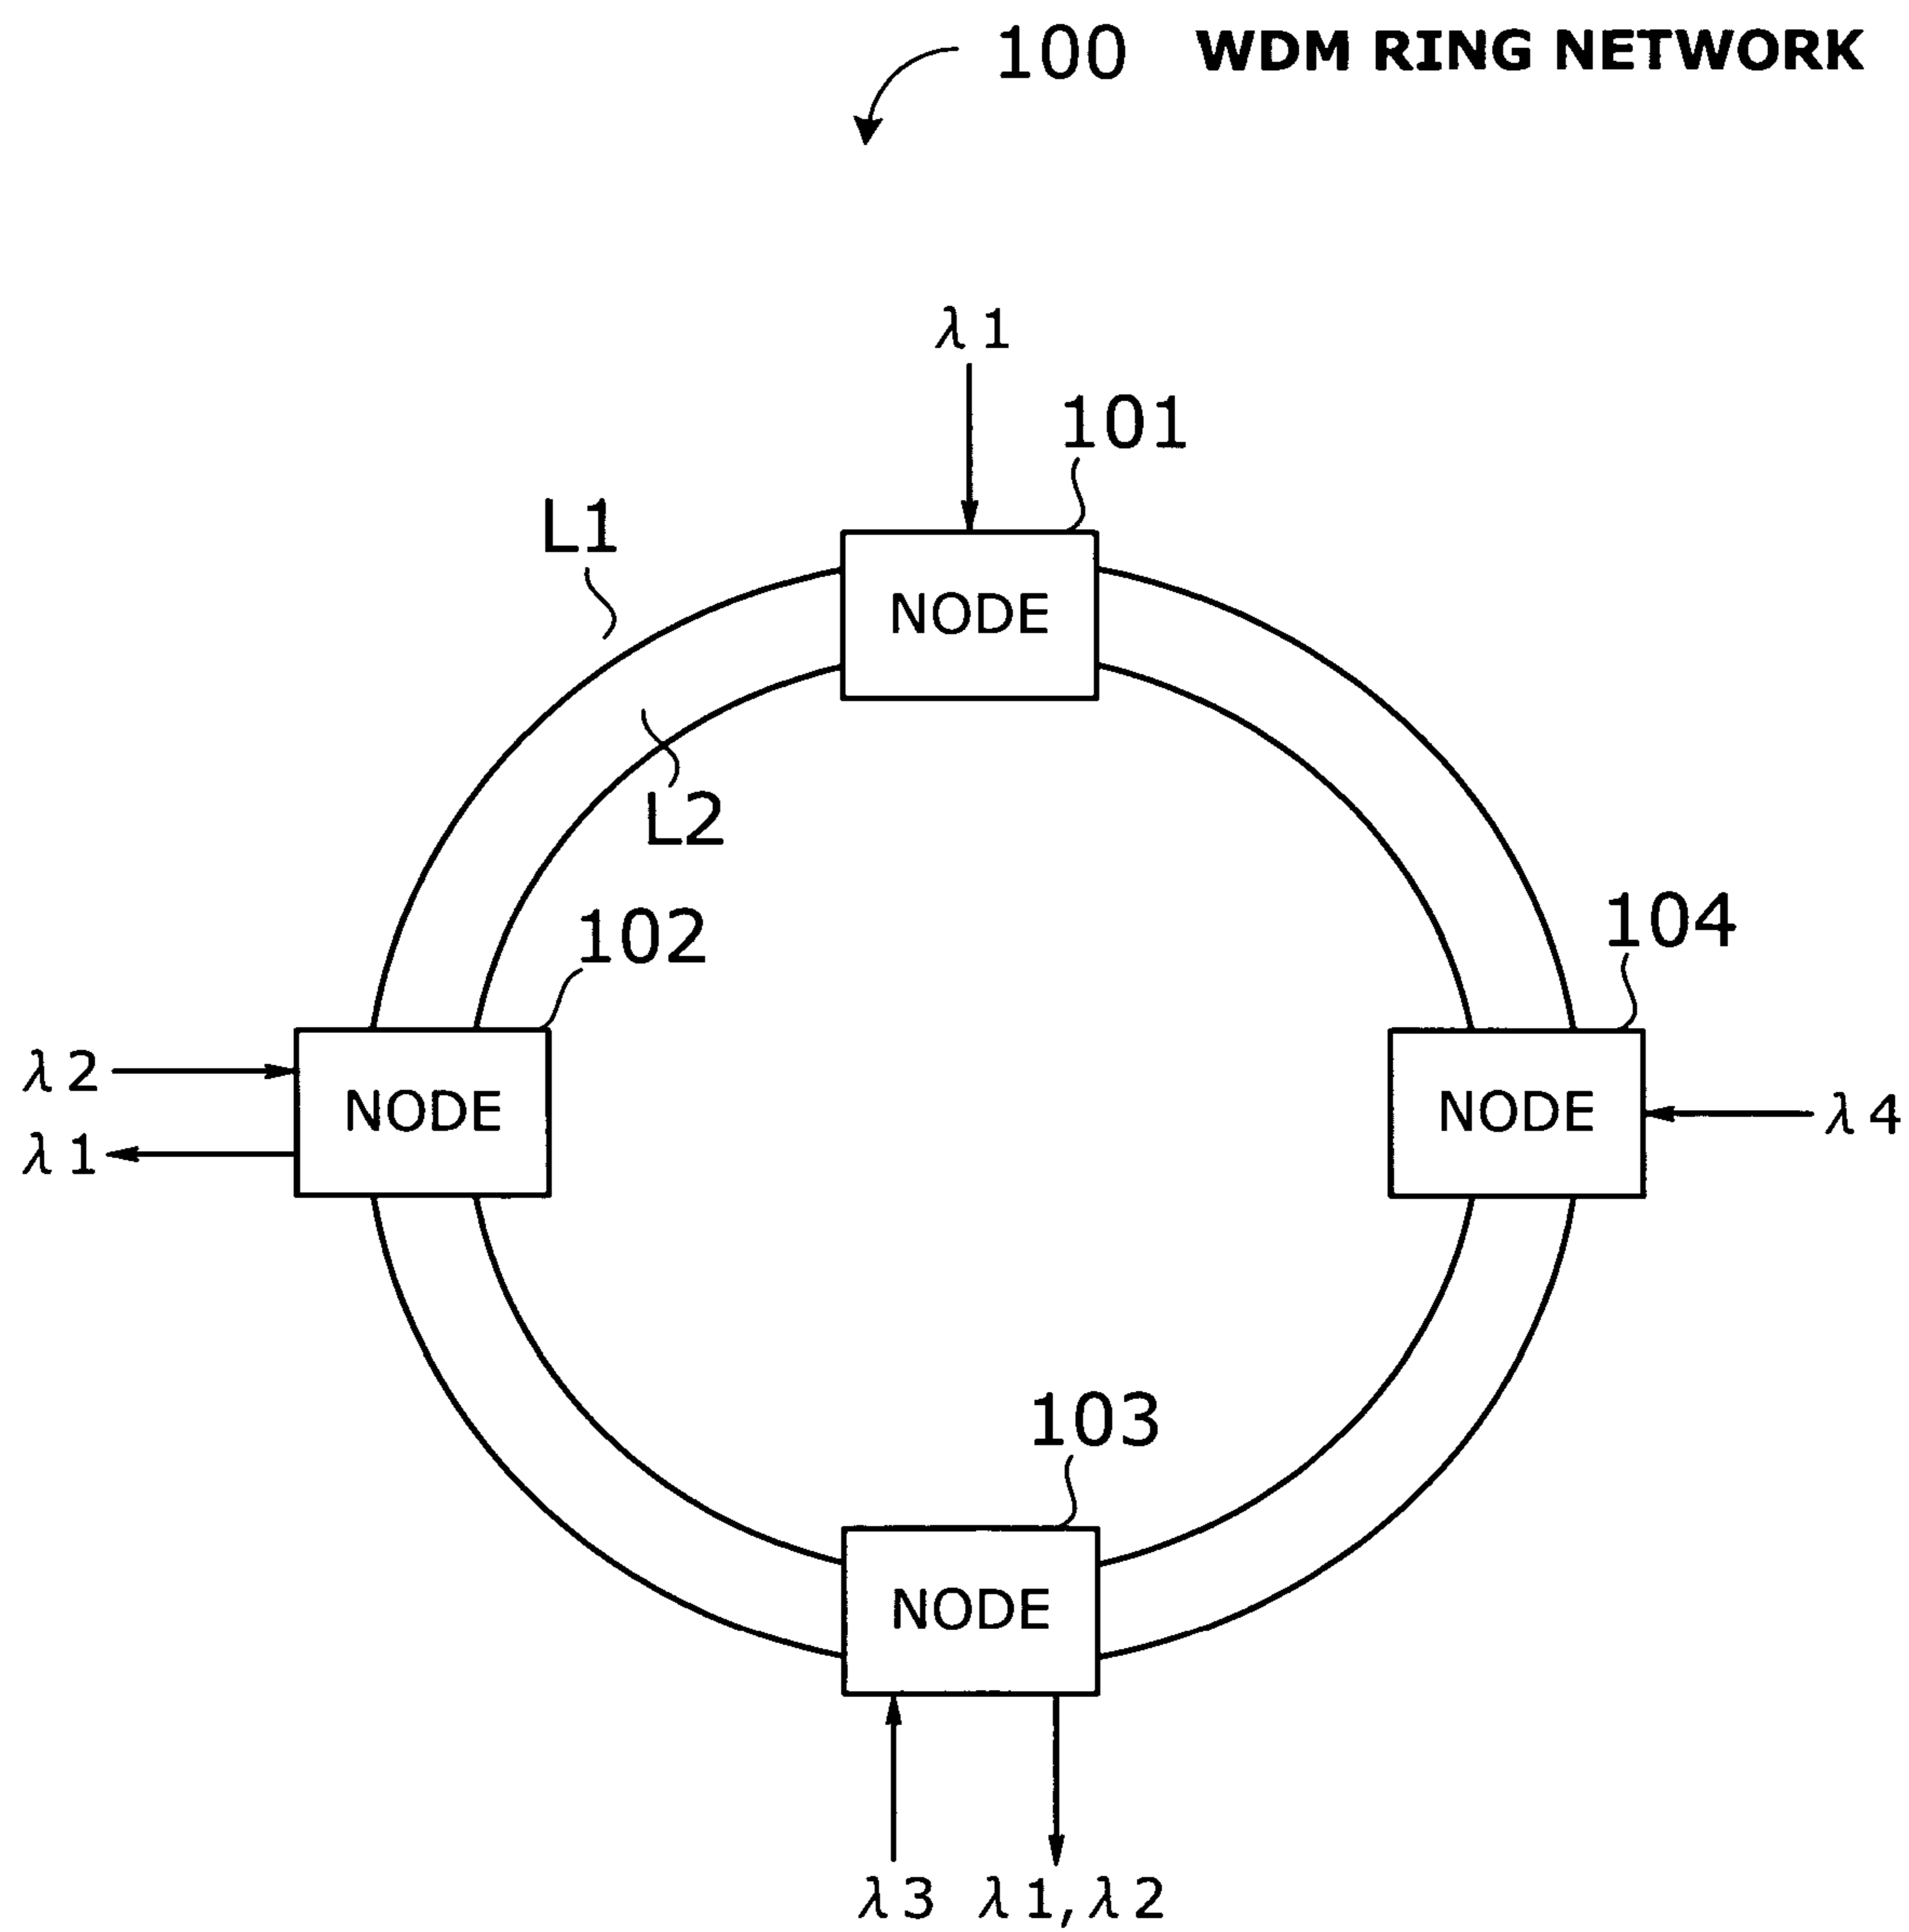 100 WDM RING NETWORK
λ1
101
L1
NODE
L2
102
104
λ2
NODE
NODE
λ4
λ1
103
NODE
λ3 λ1,λ2